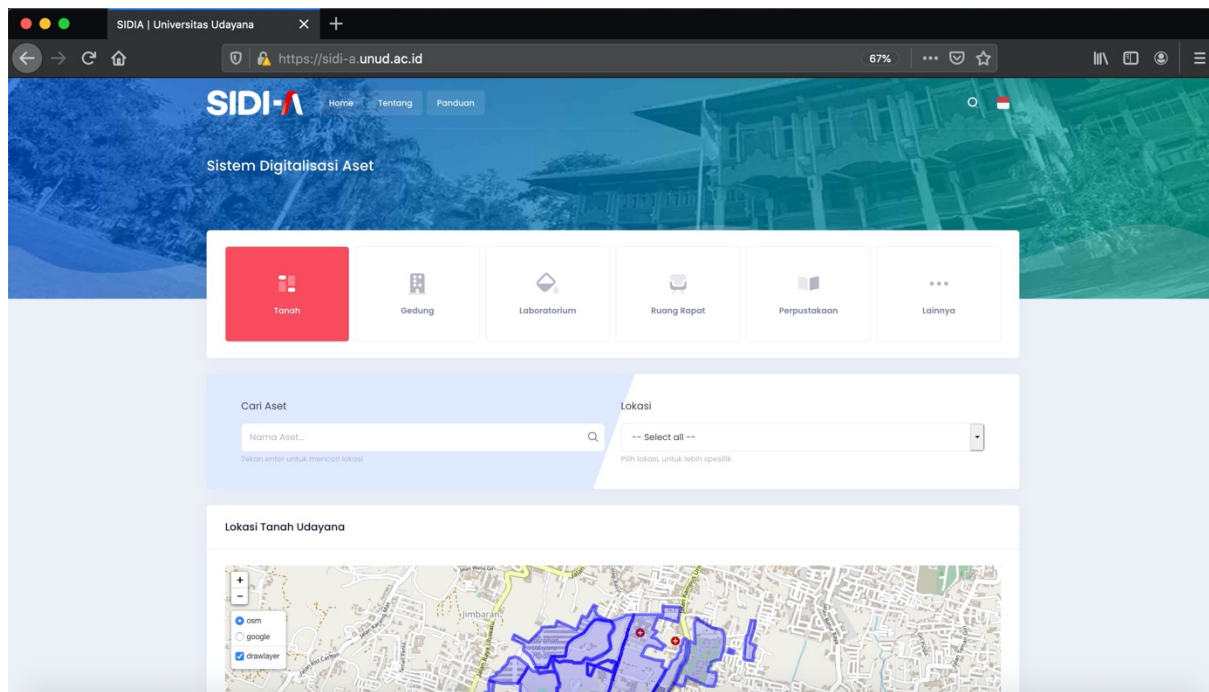 SIDIA | Universitas Udayana
https://sidi-a.unud.ac.id
67%
SIDI-A
Home Tentang Panduan
Sistem Digitalisasi Aset
Tanah Gedung Laboratorium Ruang Rapat Perpustakaan Lainnya
Cari Aset
Nama Aset...
Tekan enter untuk mencari lokasi
Lokasi
-- Select all --
Pilih lokasi, untuk lebih spesifik
Lokasi Tanah Udayana
+
-
osm
google
drawlayer
Jimbaran